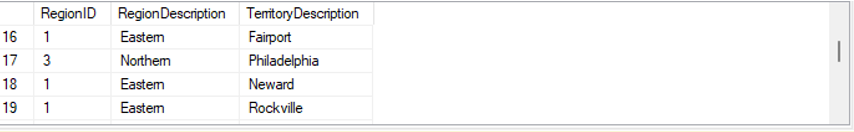 RegionID RegionDescription TerritoryDescription
16 1 Eastern Fairport
17 3 Northern Philadelphia
18 1 Eastern Neward
19 1 Eastern Rockville